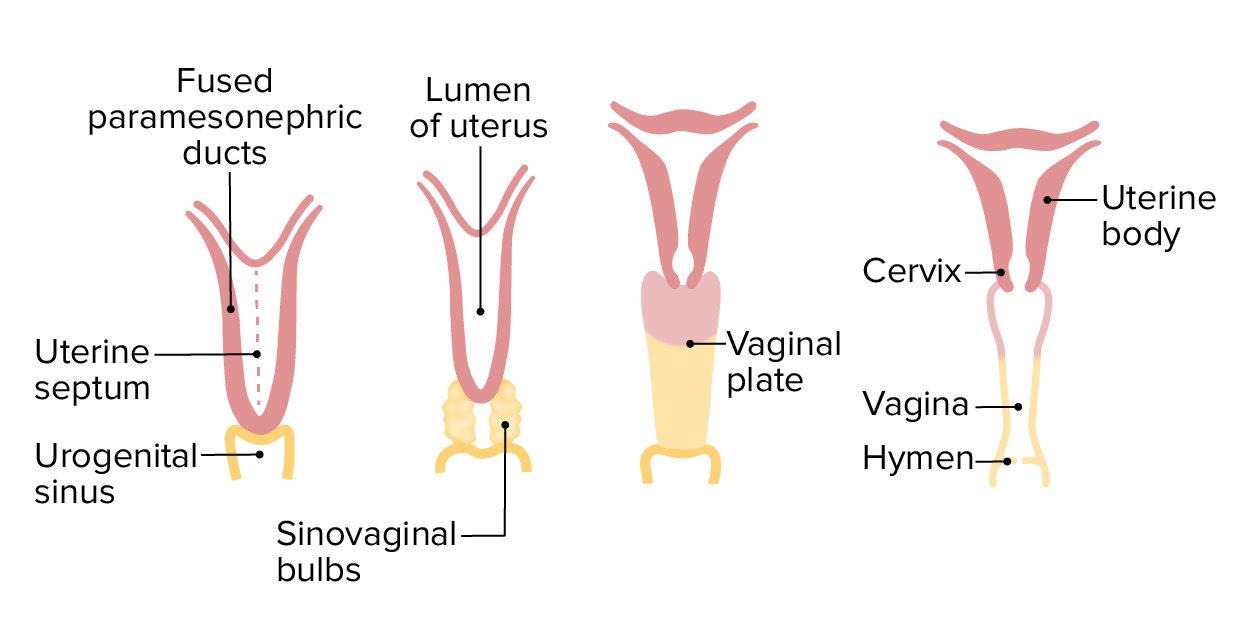 Fused
paramesonephric
ducts
Uterine
septum
Urogenital
sinus
Lumen
of uterus
Sinovaginal
bulbs
Vaginal
plate
Uterine
body
Cervix
Vagina
Hymen